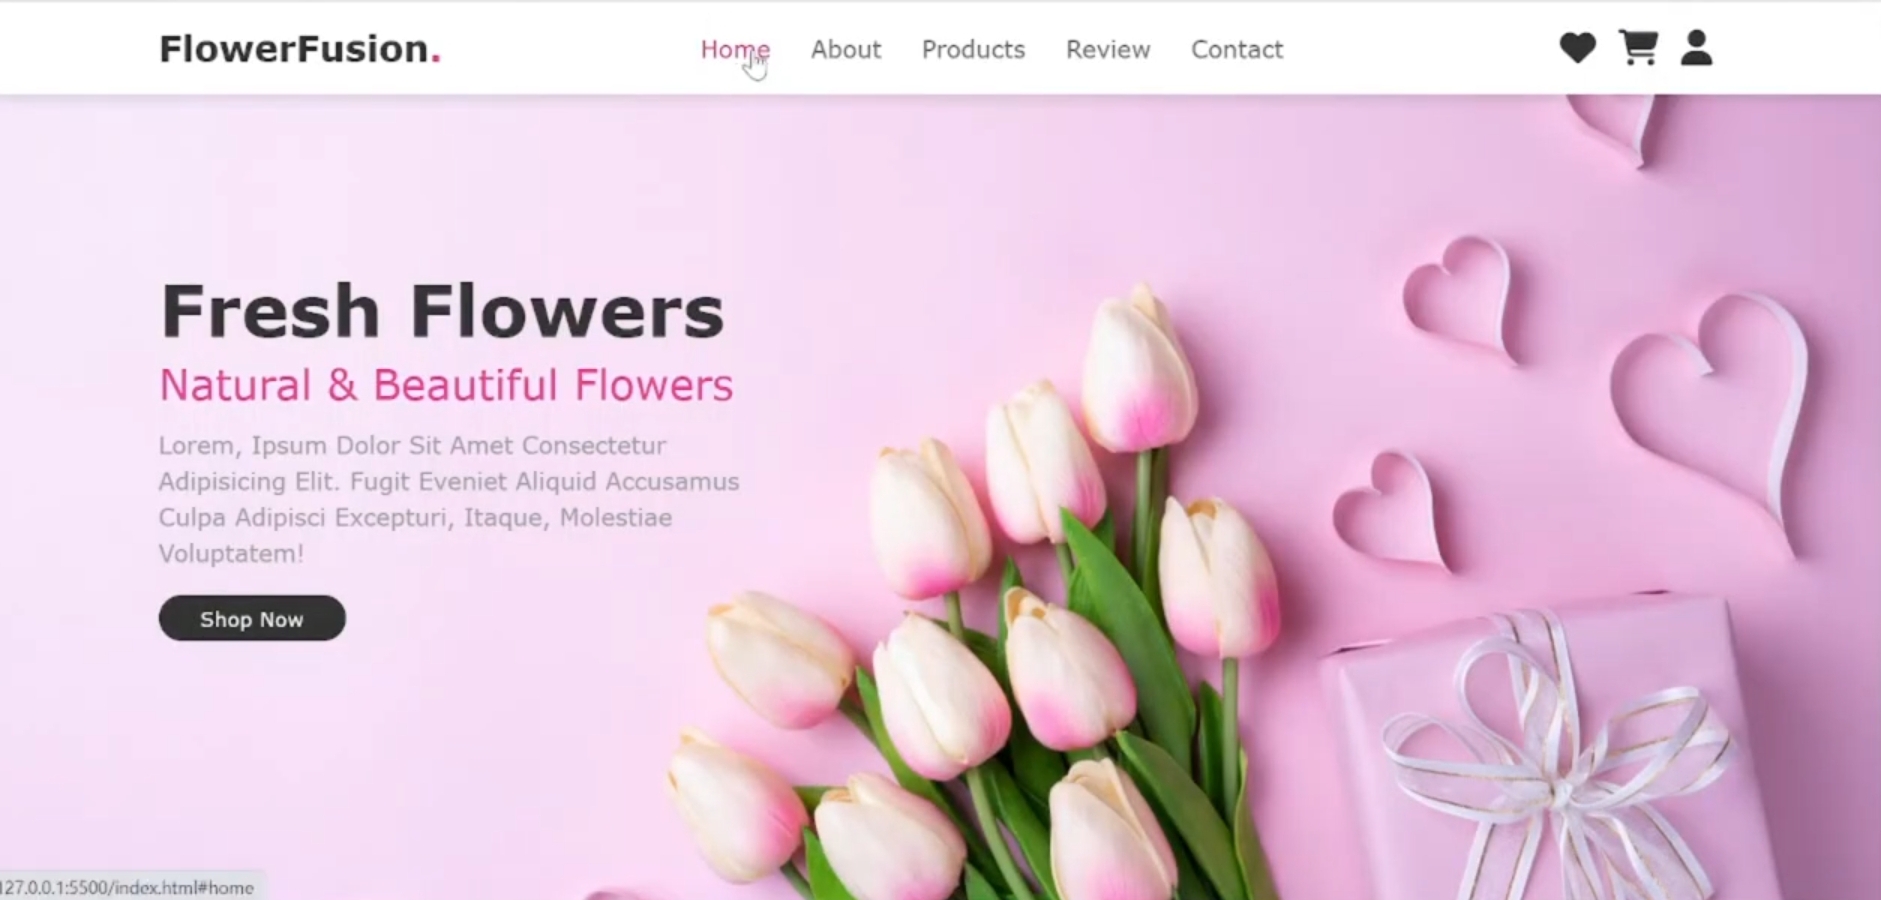 FlowerFusion.
Home About Products Review Contact
Fresh Flowers
Natural & Beautiful Flowers
Lorem, Ipsum Dolor Sit Amet Consectetur
Adipisicing Elit. Fugit Eveniet Aliquid Accusamus
Culpa Adipisci Excepturi, Itaque, Molestiae
Voluptatem!
Shop Now
127.0.0.1:5500/index.html#home